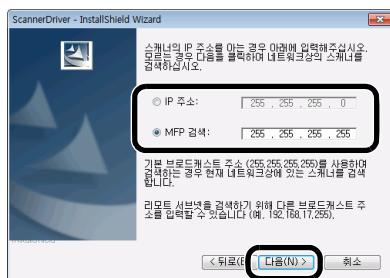 ScannerDriver - InstallShield Wizard
스캐너의 IP 주소를 아는 경우 아래에 입력해주십시오.
모르는 경우 다음을 클릭하여 네트워크상의 스캐너를
검색하십시오.
IP 주소: 255 . 255 . 255 . 0
MFP 검색: 255 . 255 . 255 . 255
기본 브로드캐스트 주소 (255,255,255,255)를 사용하여
검색하는 경우 현재 네트워크상에 있는 스캐너를 검색
합니다.
리모트 서브넷을 검색하기 위해 다른 브로드캐스트 주
소를 입력할 수 있습니다 (예, 192,168,17,255).
InstallShield
< 뒤로(B 다음(N) > 취소